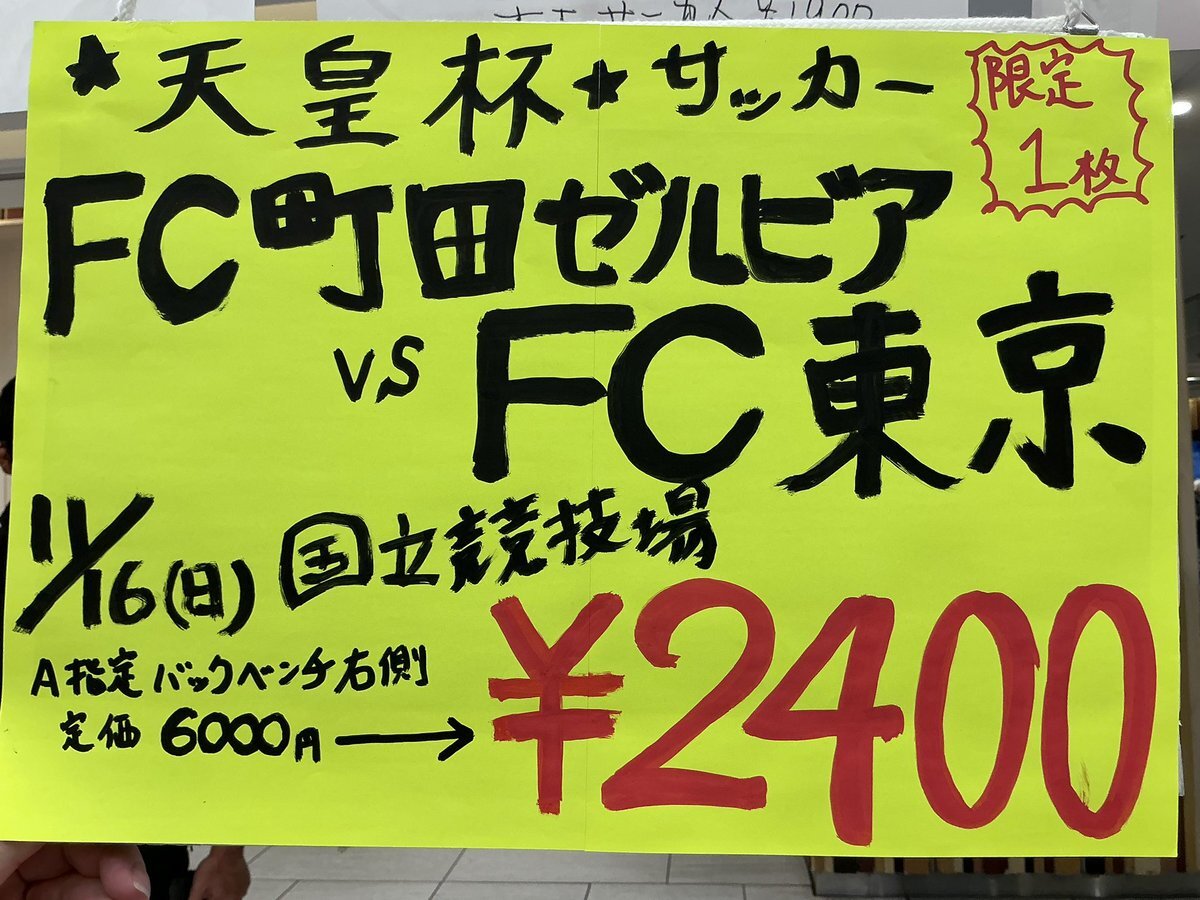 ★天皇杯★サッカー
限定
1枚
FC町田ゼルビア
vs FC東京
11/16(日) 国立競技場
A指定 バックベンチ右側
定価 6000円→¥2400